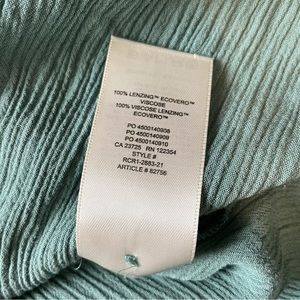 100% LENZING™ ECOVERO™
VISCOSE
100% VISCOSE LENZING™
ECOVERO™
PO 4500140908
PO 4500140909
PO 4500140910
CA 23725 RN 122354
STYLE #
RCR1-2883-21
ARTICLE # 82756